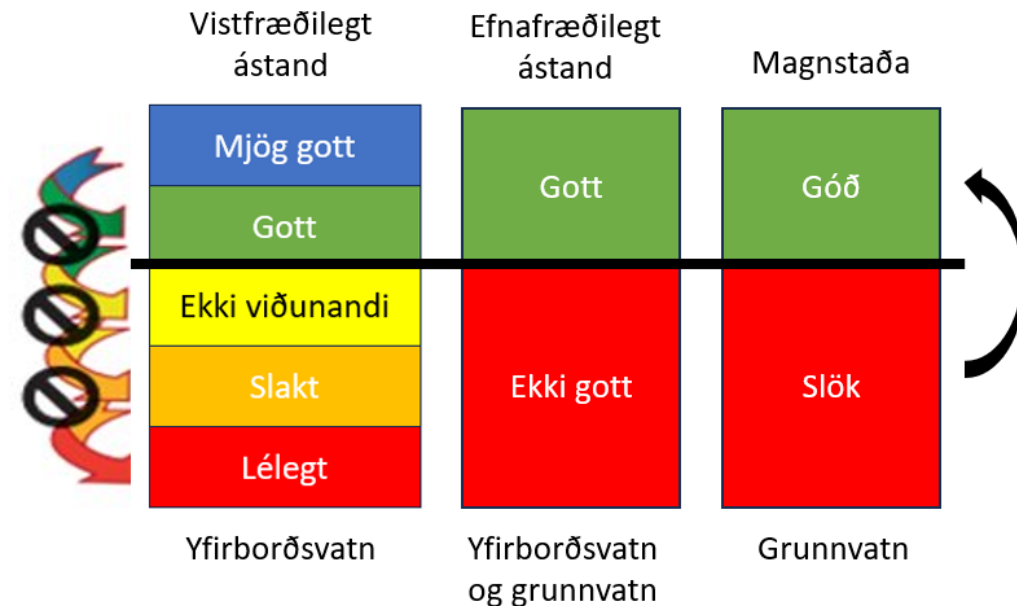 Vistfræðilegt
ástand
Efnafræðilegt
ástand
Magnstaða
Mjög gott
Gott
Ekki viðunandi
Slakt
Lélegt
Gott
Ekki gott
Góð
Slök
Yfirborðsvatn
Yfirborðsvatn
og grunnvatn
Grunnvatn